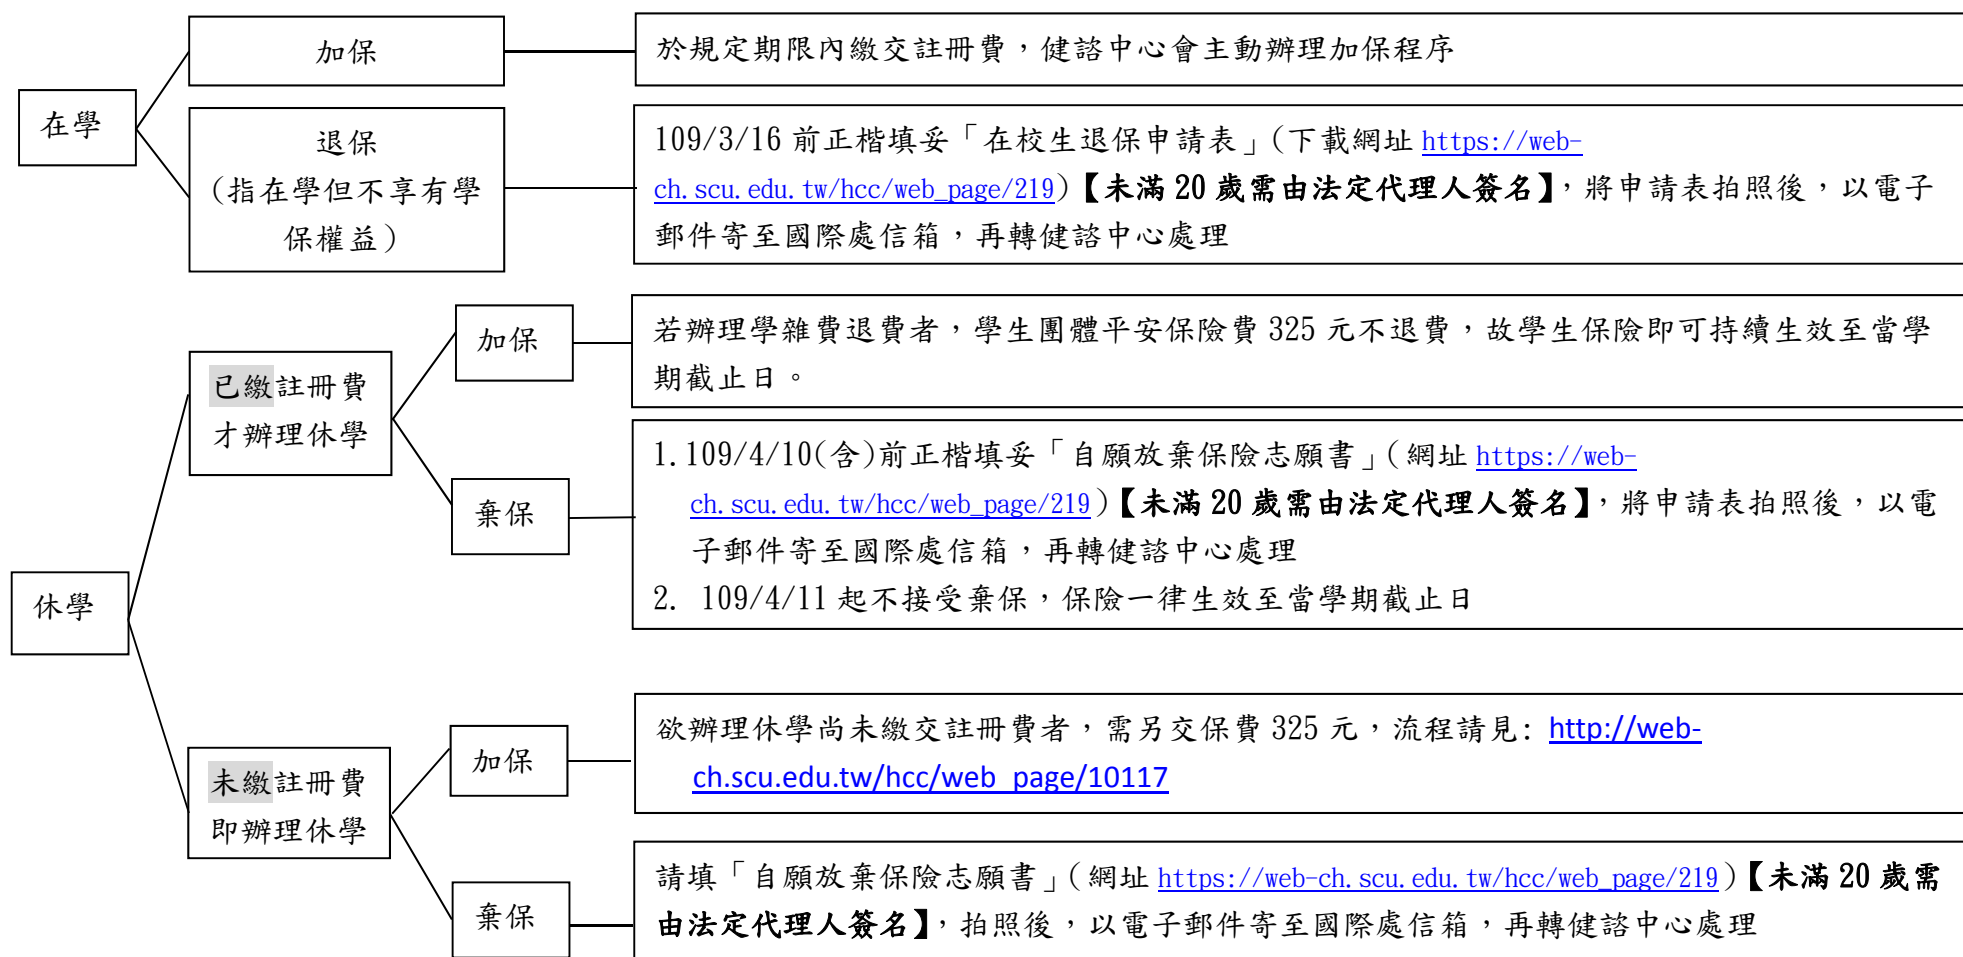 在學
加保
於規定期限內繳交註冊費，健諮中心會主動辦理加保程序
退保
(指在學但不享有學
保權益)
109/3/16 前正楷填妥「在校生退保申請表」(下載網址 https://web-
ch.scu.edu.tw/hcc/web_page/219)【未滿 20 歲需由法定代理人簽名】，將申請表拍照後，以電子
郵件寄至國際處信箱，再轉健諮中心處理
休學
已繳註冊費
才辦理休學
加保
若辦理學雜費退費者，學生團體平安保險費 325 元不退費，故學生保險即可持續生效至當學
期截止日。
棄保
1.109/4/10(含)前正楷填妥「自願放棄保險志願書」(網址 https://web-
ch.scu.edu.tw/hcc/web_page/219)【未滿 20 歲需由法定代理人簽名】，將申請表拍照後，以電
子郵件寄至國際處信箱，再轉健諮中心處理
2. 109/4/11 起不接受棄保，保險一律生效至當學期截止日
未繳註冊費
即辦理休學
加保
欲辦理休學尚未繳交註冊費者，需另交保費 325 元，流程請見: http://web-
ch.scu.edu.tw/hcc/web_page/10117
棄保
請填「自願放棄保險志願書」(網址 https://web-ch.scu.edu.tw/hcc/web_page/219)【未滿 20 歲需
由法定代理人簽名】，拍照後，以電子郵件寄至國際處信箱，再轉健諮中心處理